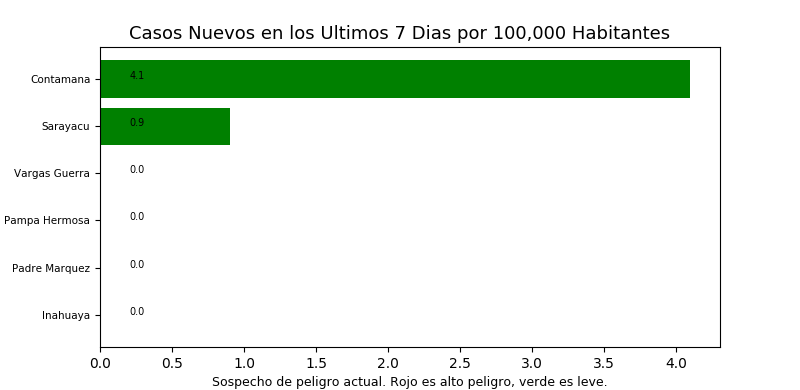 Casos Nuevos en los Ultimos 7 Dias por 100,000 Habitantes
Contamana 4.1
Sarayacu 0.9
Vargas Guerra 0.0
Pampa Hermosa 0.0
Padre Marquez 0.0
Inahuaya 0.0
0.0 0.5 1.0 1.5 2.0 2.5 3.0 3.5 4.0
Sospecho de peligro actual. Rojo es alto peligro, verde es leve.